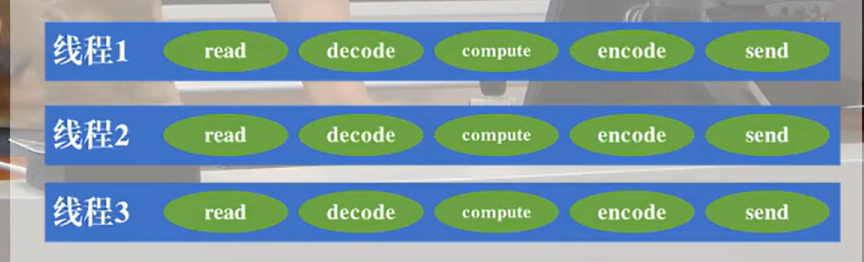 线程1 read decode compute encode send
线程2 read decode compute encode send
线程3 read decode compute encode send